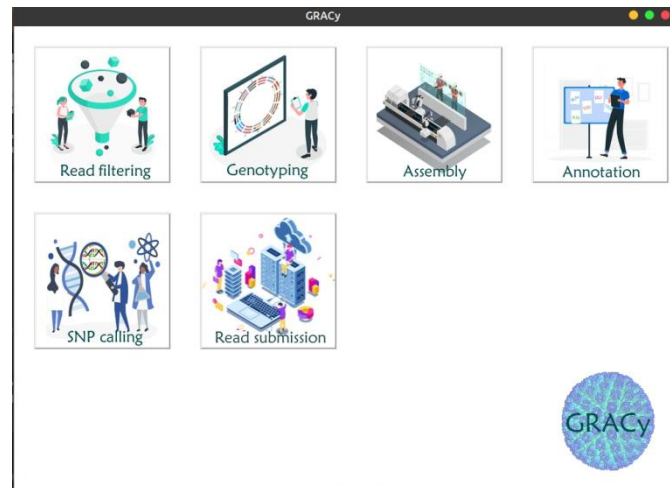 GRACy
Read filtering
Genotyping
Assembly
Annotation
SNP calling
Read submission
GRACy